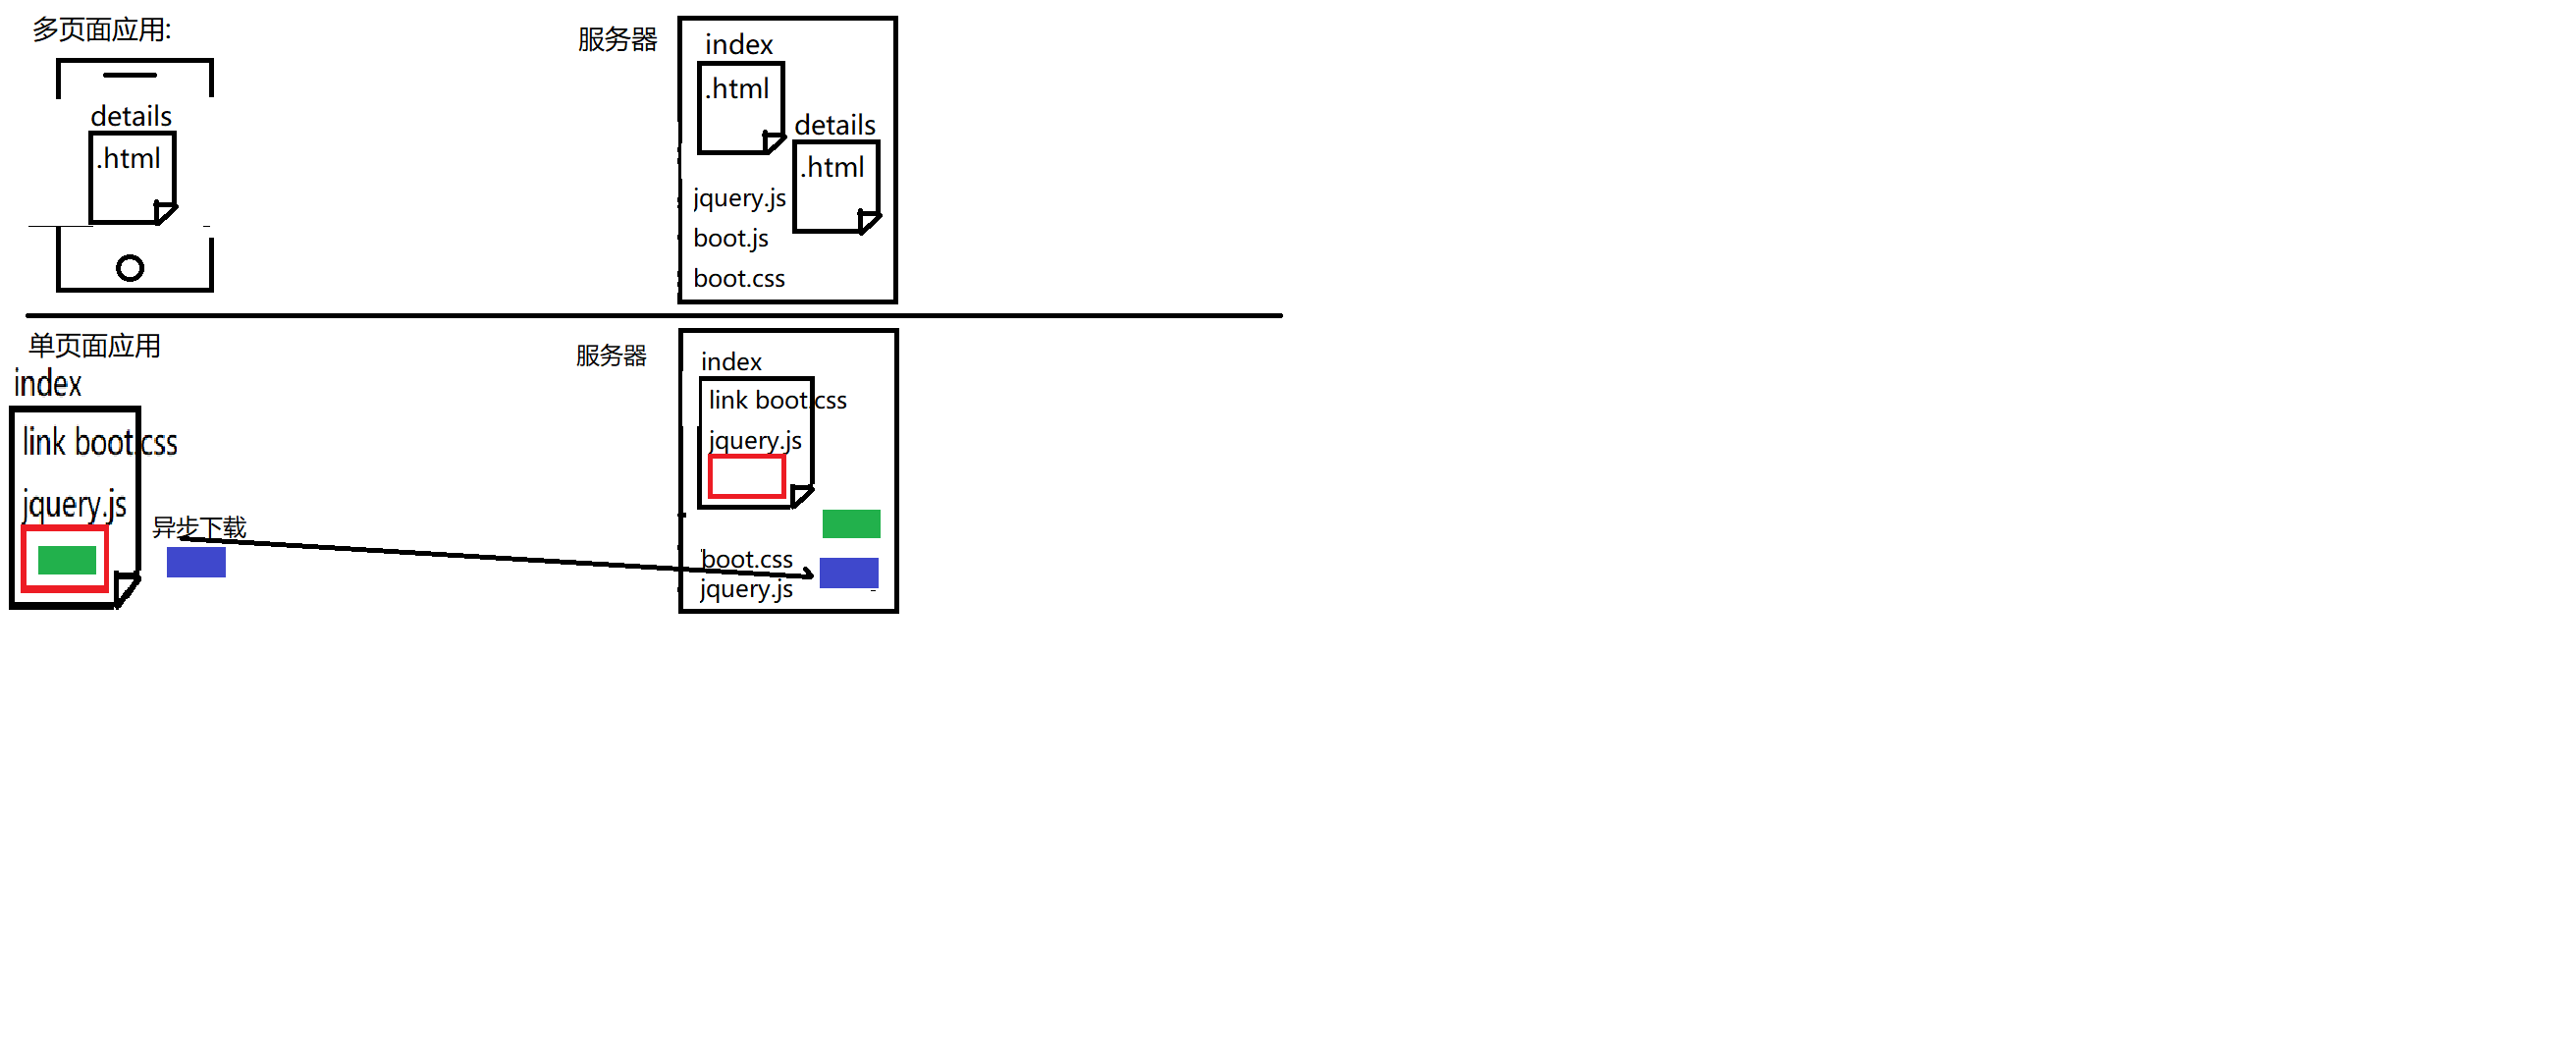 多页面应用:
details
.html
服务器
index
.html
details
.html
jquery.js
boot.js
boot.css
单页面应用
index
link boot.css
jquery.js
异步下载
服务器
index
link boot.css
jquery.js
boot.css
jquery.js